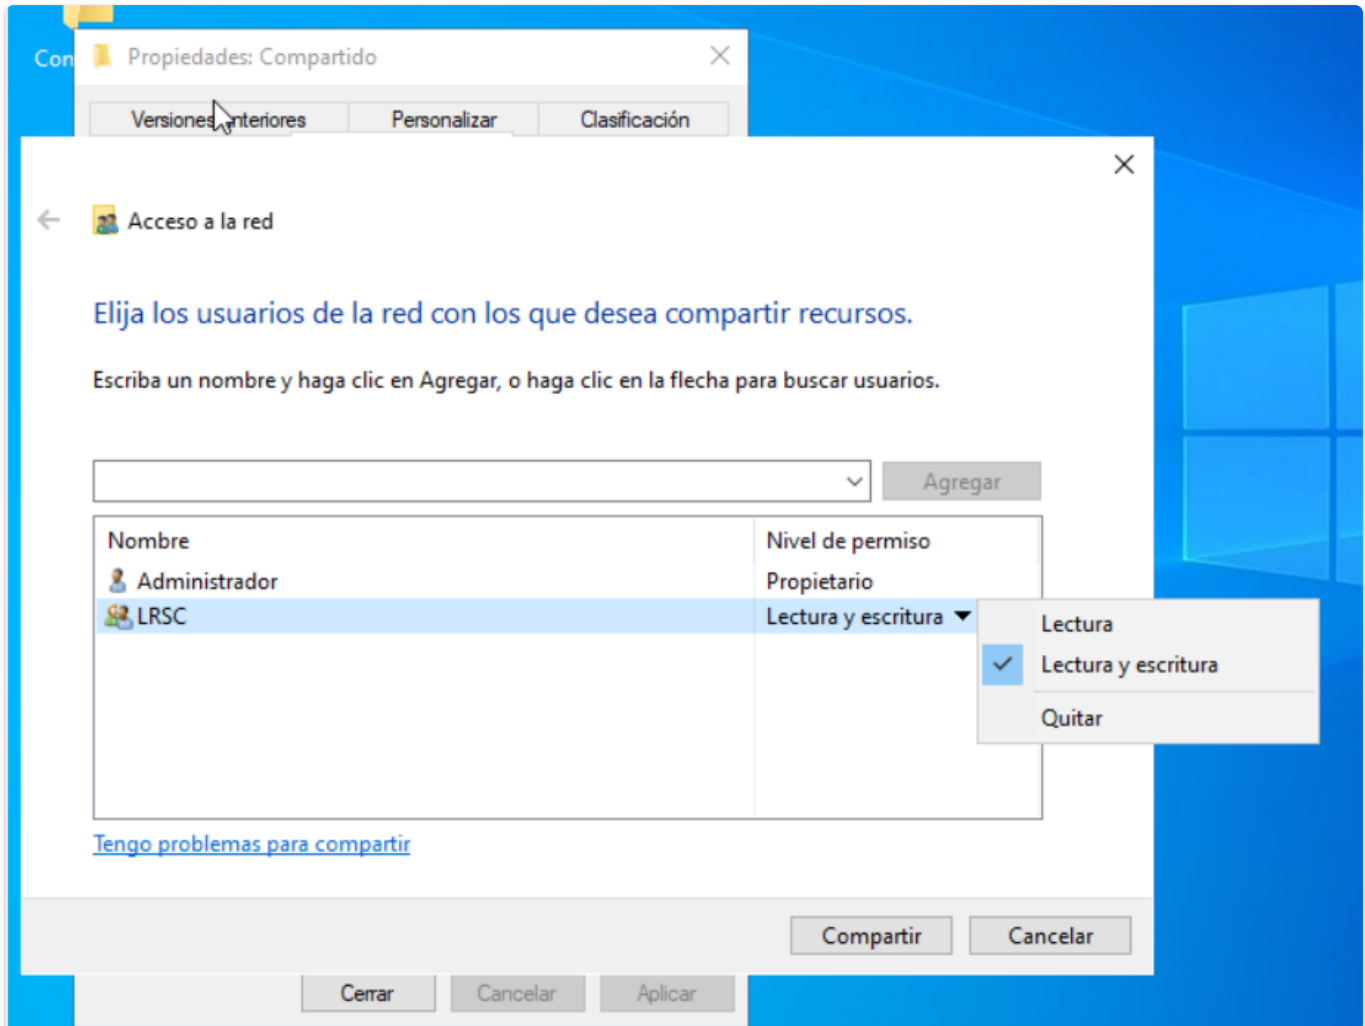 Con
Propiedades: Compartido
Versiones anteriores Personalizar Clasificación
Acceso a la red
Elija los usuarios de la red con los que desea compartir recursos.
Escriba un nombre y haga clic en Agregar, o haga clic en la flecha para buscar usuarios.
Agregar
Nombre Nivel de permiso
Administrador Propietario
LRSC Lectura y escritura
Lectura
Lectura y escritura
Quitar
Tengo problemas para compartir
Compartir Cancelar
Cerrar Cancelar Aplicar